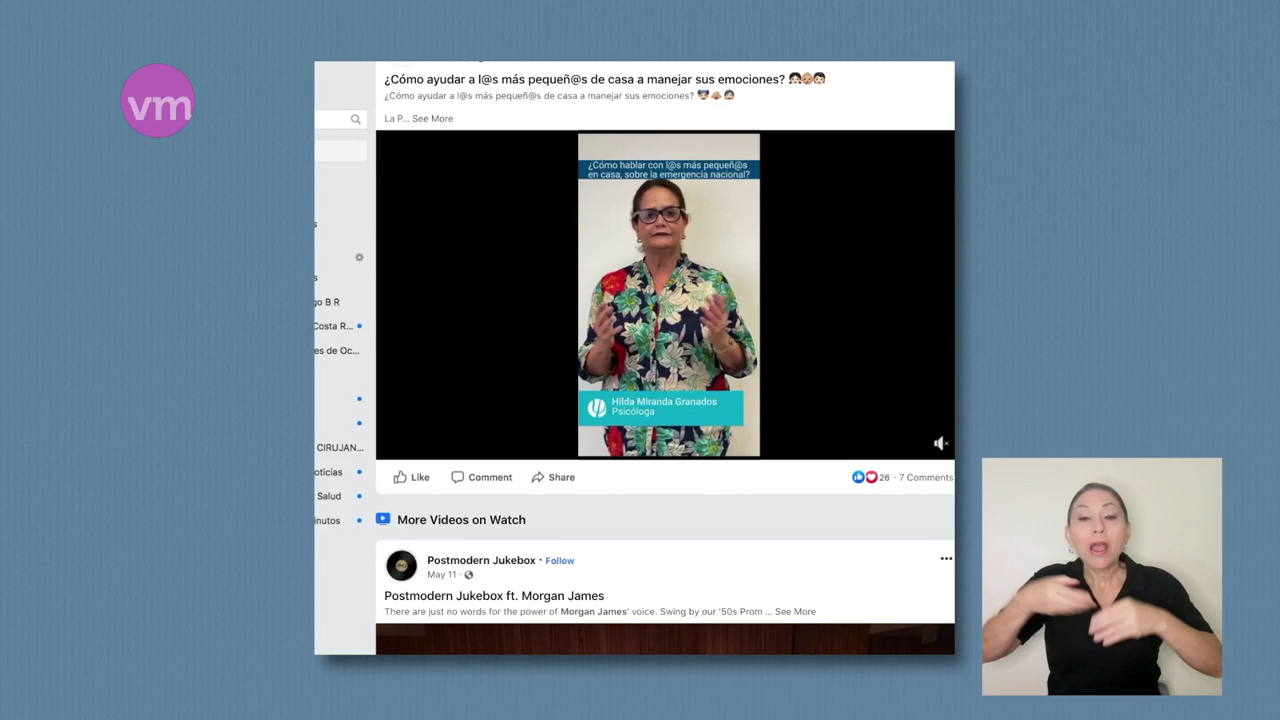 vm
¿Cómo ayudar a l@s más pequeñ@s de casa a manejar sus emociones?
¿Cómo ayudar a l@s más pequeñ@s de casa a manejar sus emociones?
La P... See More
¿Cómo hablar con l@s más pequeñ@s
en casa, sobre la emergencia nacional?
Hilda Miranda Granados
Psicóloga
s
s
go B R
Costa R...
es de Oc...
CIRUJAN...
oticias
Salud
inutos
Like
Comment
Share
26 · 7 Comments
More Videos on Watch
Postmodern Jukebox · Follow
May 11 ·
Postmodern Jukebox ft. Morgan James
There are just no words for the power of Morgan James' voice. Swing by our '50s Prom ... See More